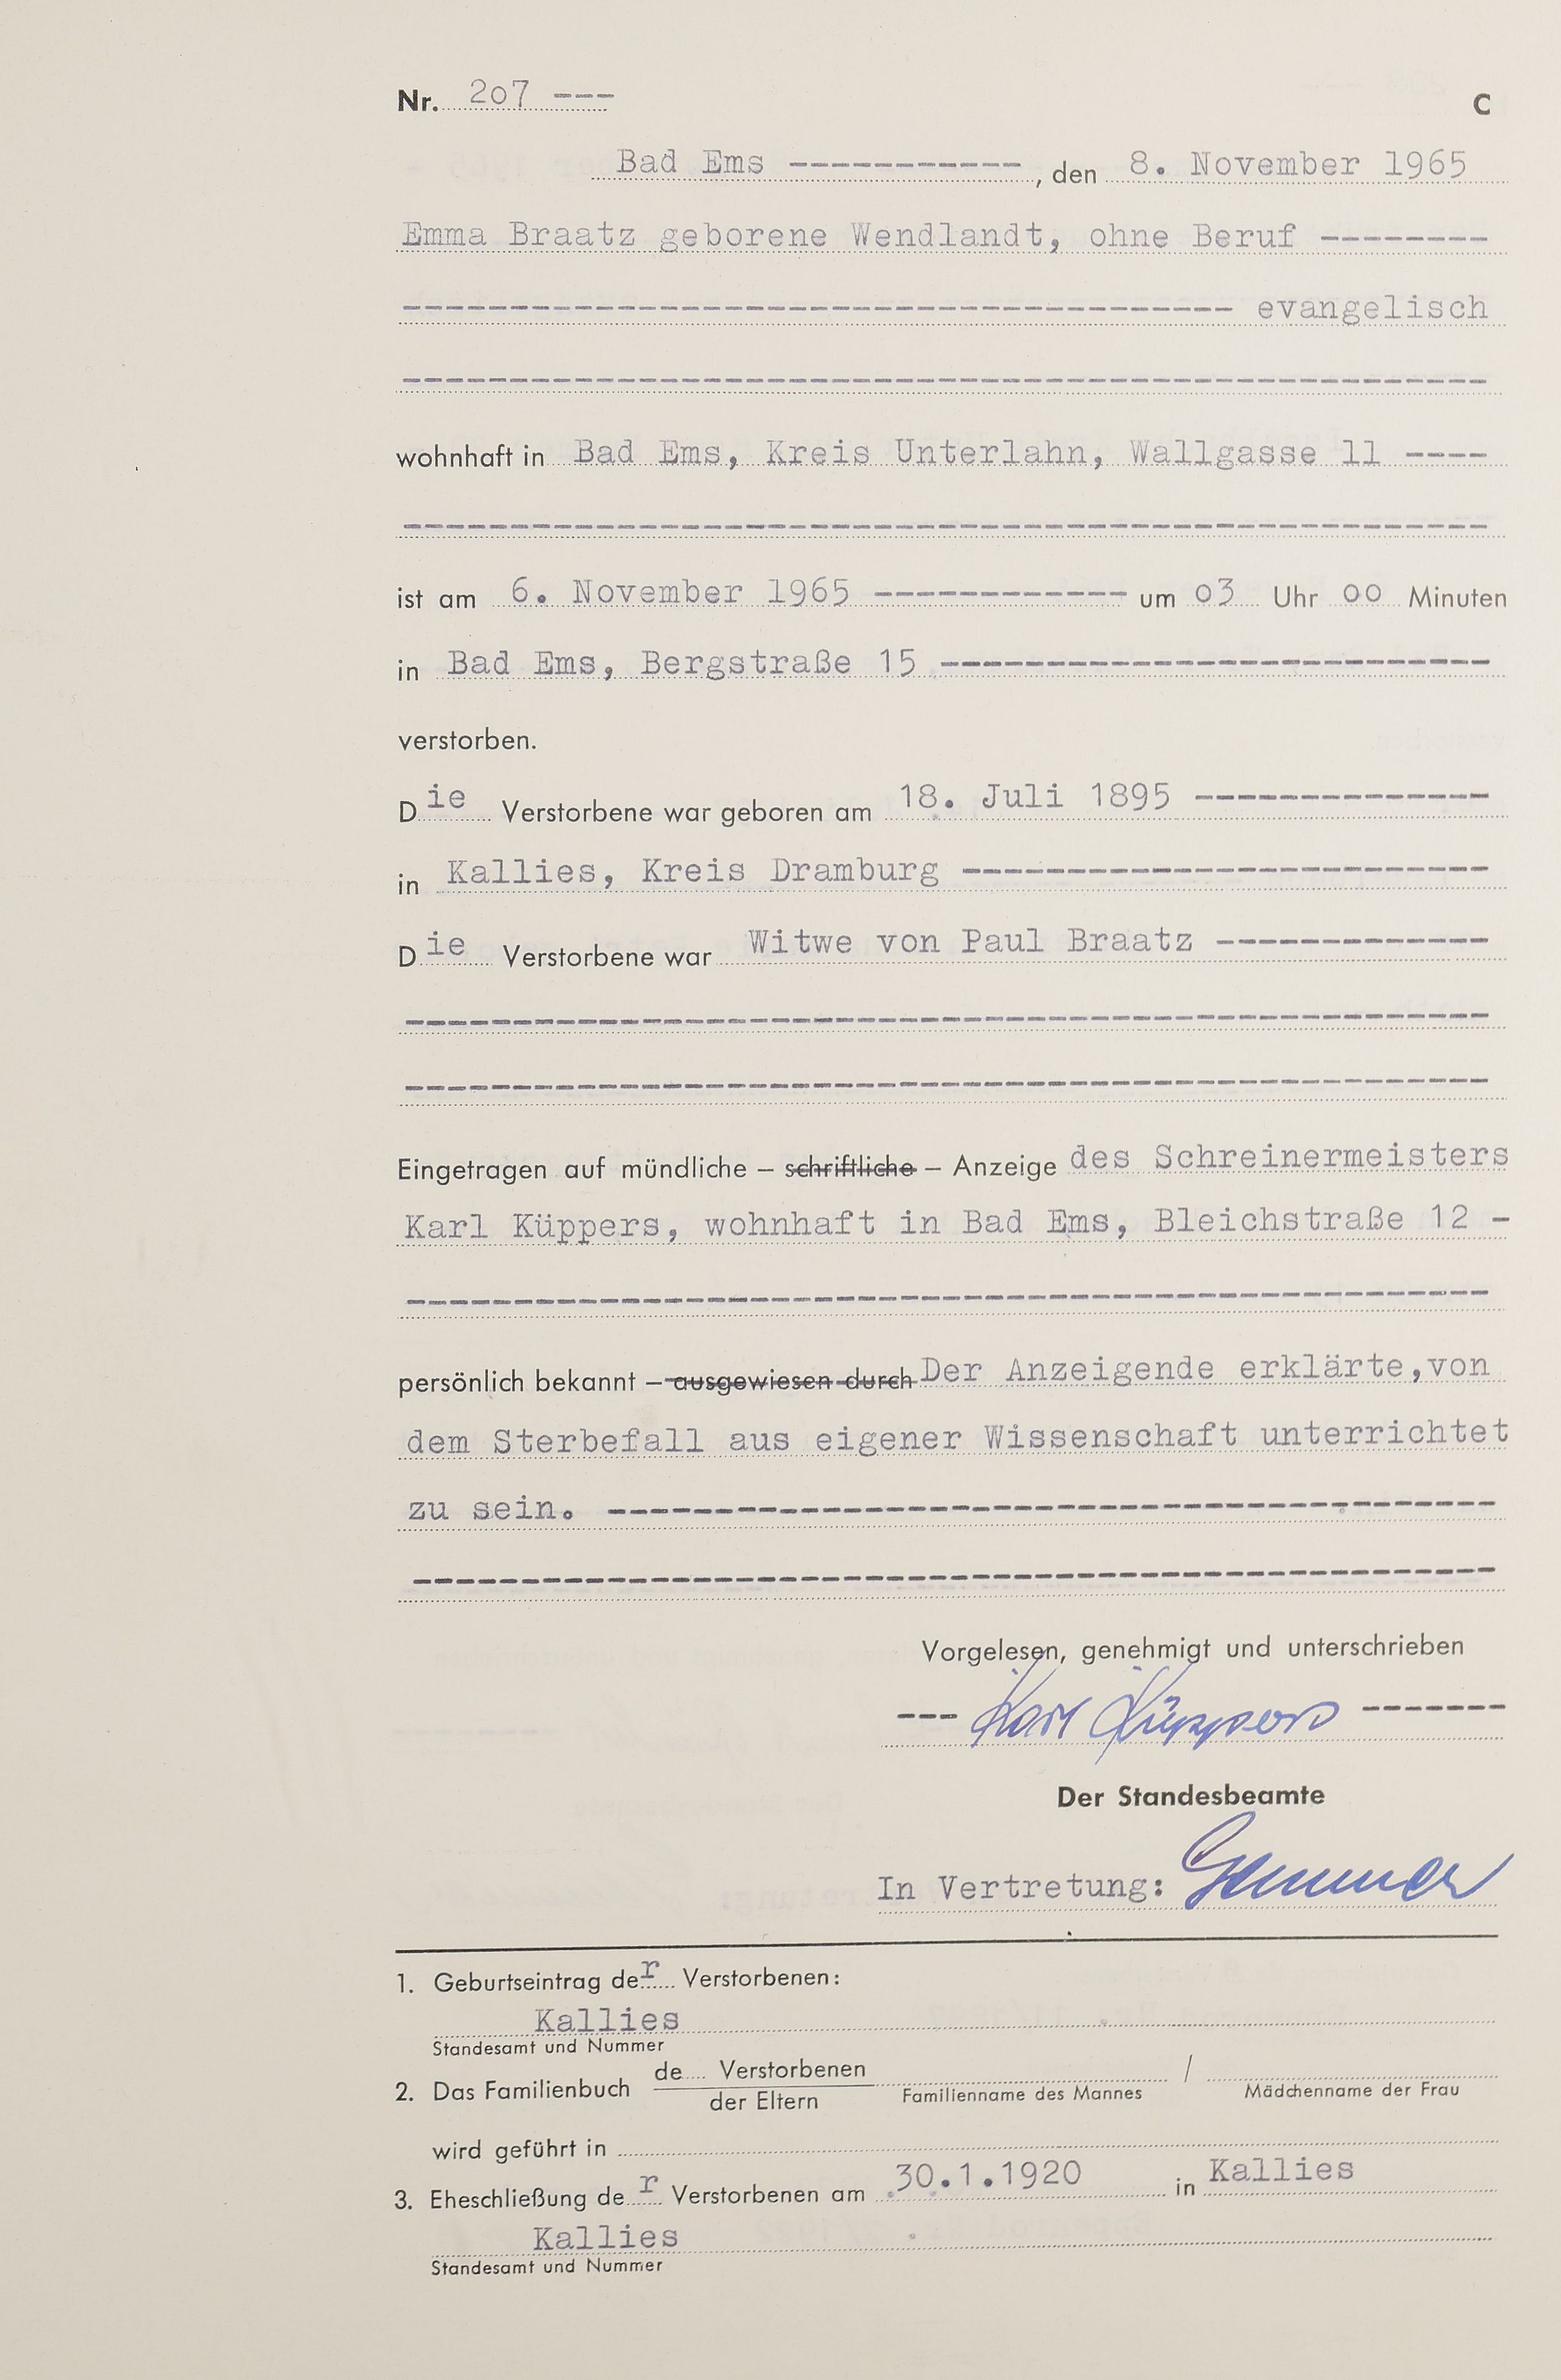 Nr. 207 ---
C
Bad Ems -----------, den 8. November 1965
Emma Braatz geborene Wendlandt, ohne Beruf --------
--------------------------------------- evangelisch
---------------------------------------------------
wohnhaft in Bad Ems, Kreis Unterlahn, Wallgasse 11 ----
---------------------------------------------------
ist am 6. November 1965 ------------ um 03 Uhr 00 Minuten
in Bad Ems, Bergstraße 15 --------------------------
verstorben.
Die Verstorbene war geboren am 18. Juli 1895 --------------
in Kallies, Kreis Dramburg -------------------------
Die Verstorbene war Witwe von Paul Braatz -------------
---------------------------------------------------
---------------------------------------------------
Eingetragen auf mündliche – schriftliche – Anzeige des Schreinermeisters
Karl Küppers, wohnhaft in Bad Ems, Bleichstraße 12 -
---------------------------------------------------
persönlich bekannt – ausgewiesen durch Der Anzeigende erklärte,von
dem Sterbefall aus eigener Wissenschaft unterrichtet
zu sein. -----------------------------------------
---------------------------------------------------
Vorgelesen, genehmigt und unterschrieben
--- Karl Küppers -------
Der Standesbeamte
In Vertretung:
1. Geburtseintrag der Verstorbenen:
Kallies
Standesamt und Nummer
2. Das Familienbuch de.... Verstorbenen /
der Eltern Familienname des Mannes Mädchenname der Frau
wird geführt in
3. Eheschließung der Verstorbenen am 30.1.1920 in Kallies
Kallies
Standesamt und Nummer